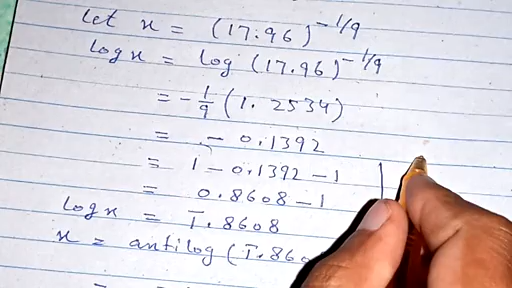 let x = (17.96)^-1/9
log x = log (17.96)^-1/9
= - 1/9 (1.2534)
= - 0.1392
= 1 - 0.1392 - 1
= 0.8608 - 1
log x = 1̅.8608
x = antilog (1̅.860
=